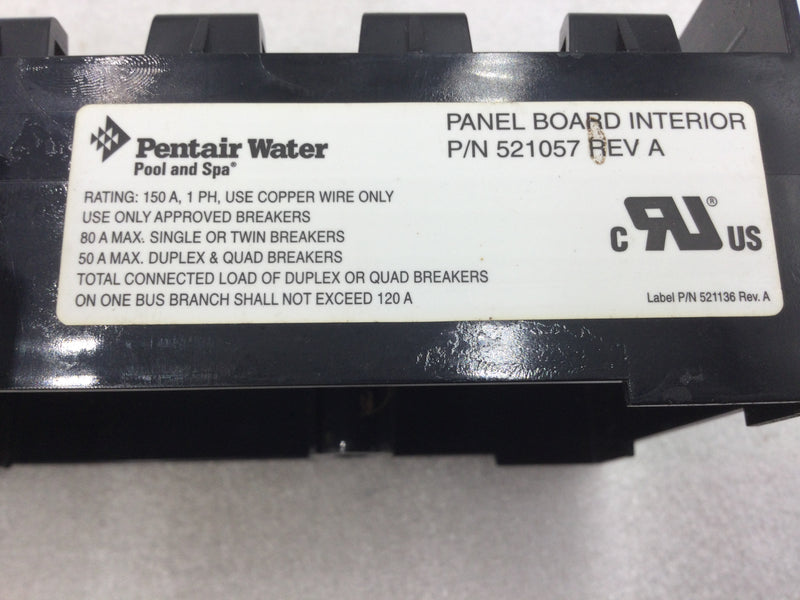 Pentair Water
Pool and Spa®
PANEL BOARD INTERIOR
P/N 521057 REV A
RATING: 150 A, 1 PH, USE COPPER WIRE ONLY
USE ONLY APPROVED BREAKERS
80 A MAX. SINGLE OR TWIN BREAKERS
50 A MAX. DUPLEX & QUAD BREAKERS
TOTAL CONNECTED LOAD OF DUPLEX OR QUAD BREAKERS
ON ONE BUS BRANCH SHALL NOT EXCEED 120 A
C RU® US
Label P/N 521136 Rev. A